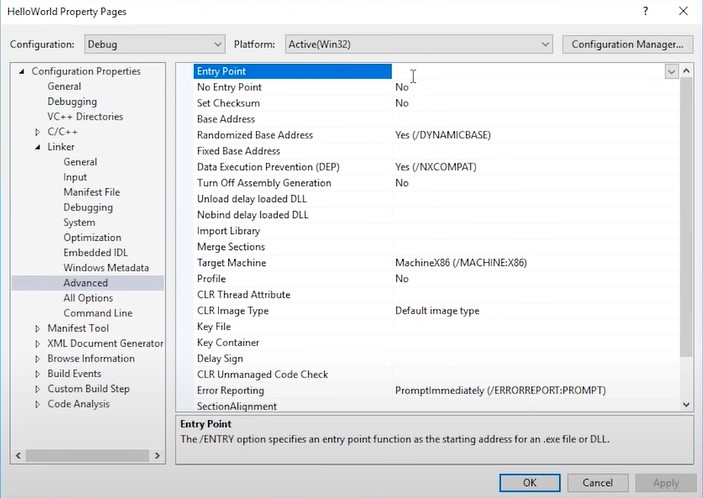 HelloWorld Property Pages
Configuration: Debug Platform: Active(Win32) Configuration Manager...
Configuration Properties
General
Debugging
VC++ Directories
C/C++
Linker
General
Input
Manifest File
Debugging
System
Optimization
Embedded IDL
Windows Metadata
Advanced
All Options
Command Line
Manifest Tool
XML Document Generator
Browse Information
Build Events
Custom Build Step
Code Analysis
Entry Point
No Entry Point No
Set Checksum No
Base Address
Randomized Base Address Yes (/DYNAMICBASE)
Fixed Base Address
Data Execution Prevention (DEP) Yes (/NXCOMPAT)
Turn Off Assembly Generation No
Unload delay loaded DLL
Nobind delay loaded DLL
Import Library
Merge Sections
Target Machine MachineX86 (/MACHINE:X86)
Profile No
CLR Thread Attribute
CLR Image Type Default image type
Key File
Key Container
Delay Sign
CLR Unmanaged Code Check
Error Reporting PromptImmediately (/ERRORREPORT:PROMPT)
SectionAlignment
Entry Point
The /ENTRY option specifies an entry point function as the starting address for an .exe file or DLL.
OK Cancel Apply